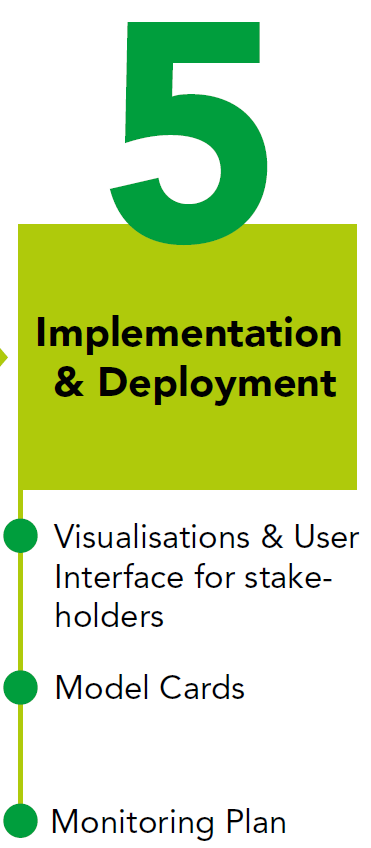 5
Implementation
& Deployment
Visualisations & User
Interface for stake-
holders
Model Cards
Monitoring Plan